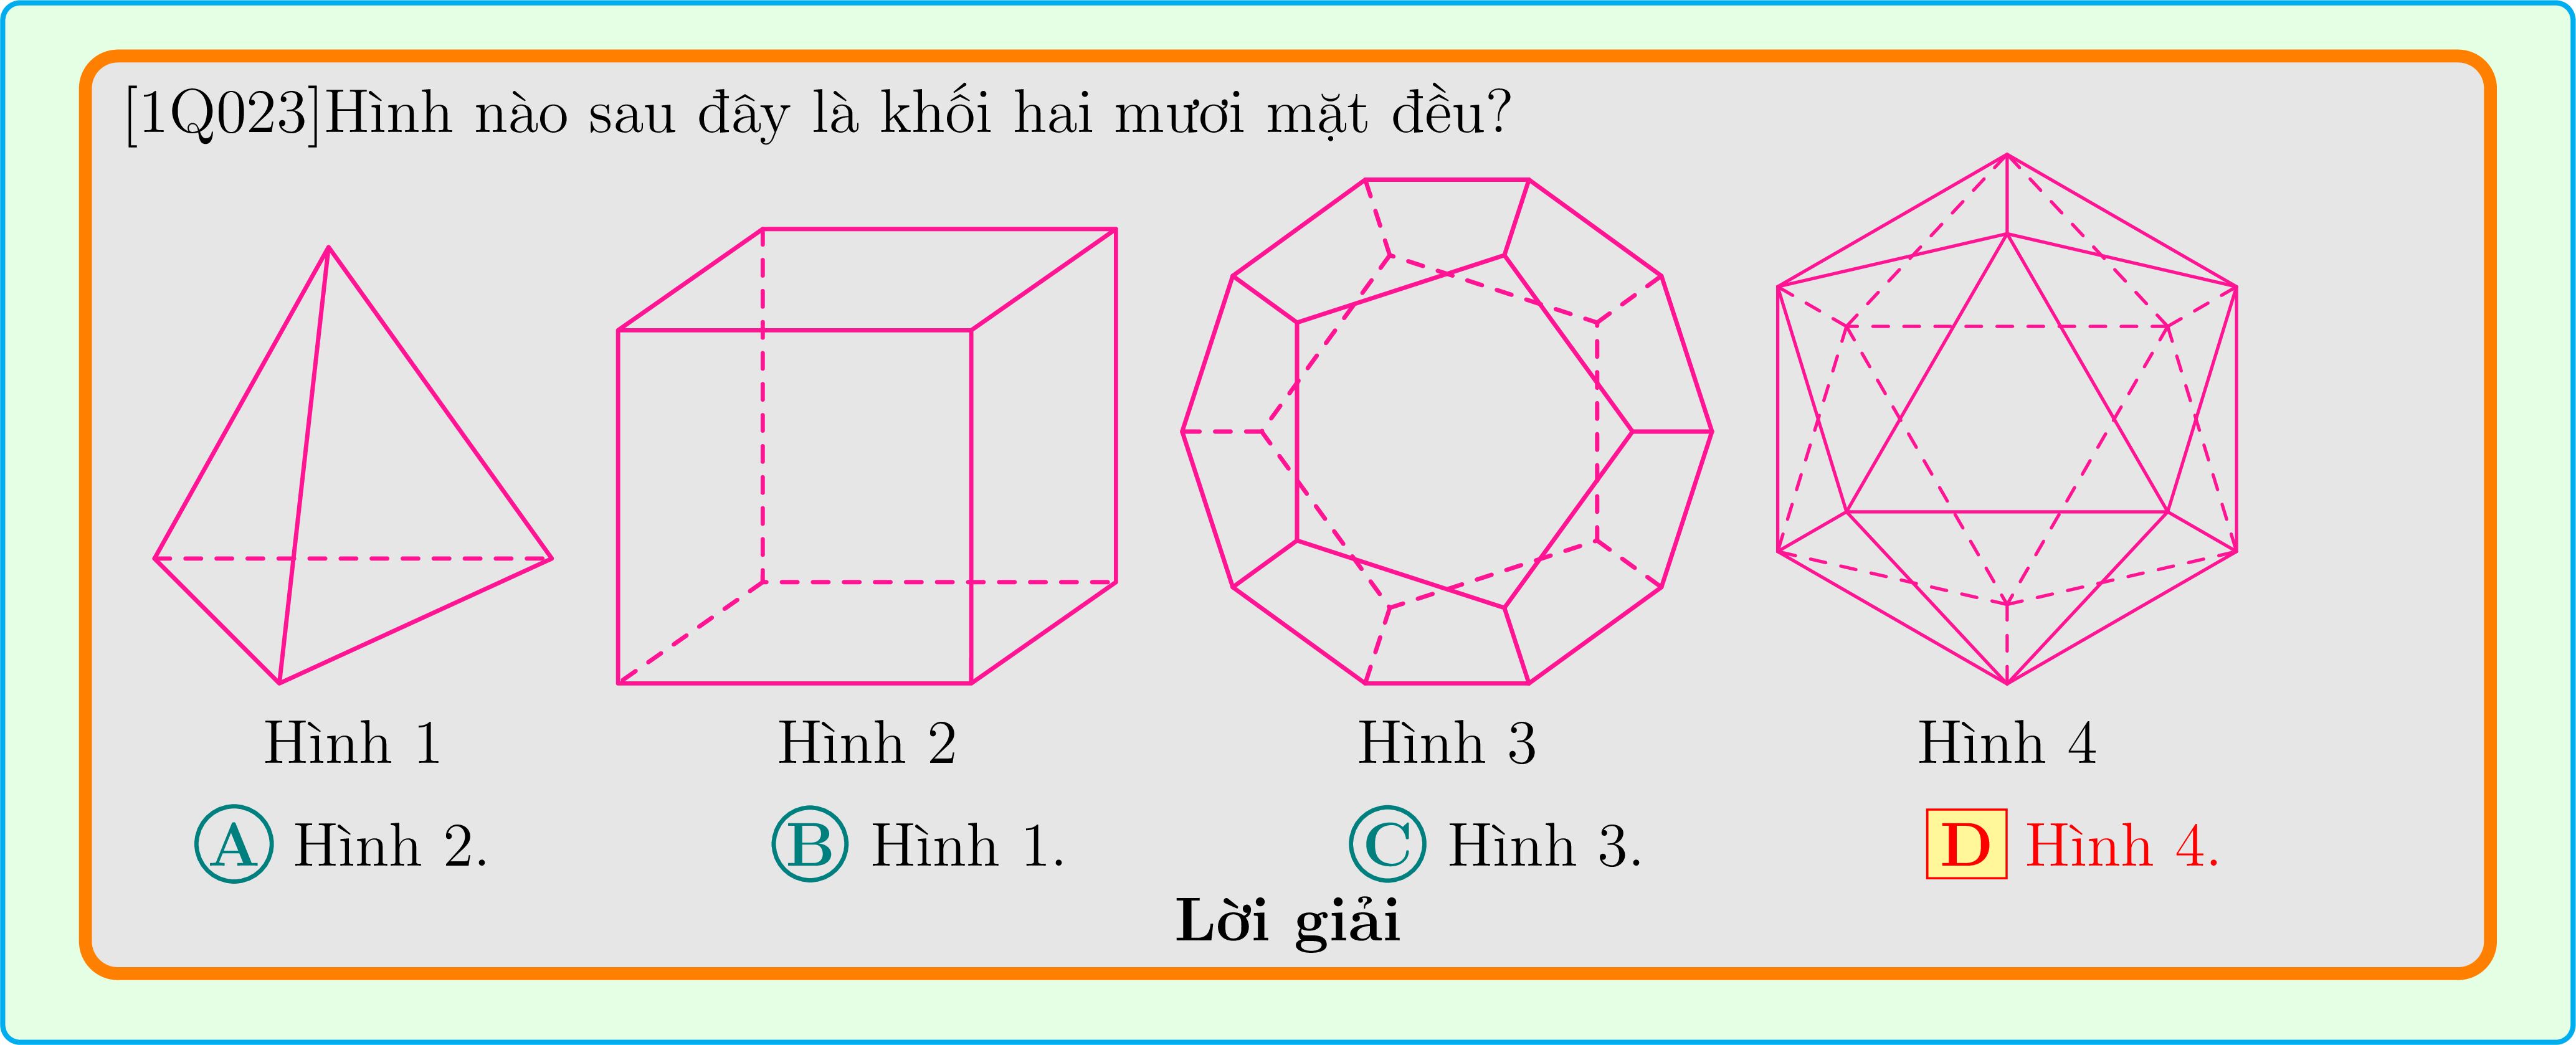 [1Q023]Hình nào sau đây là khối hai mươi mặt đều?
Hình 1 Hình 2 Hình 3 Hình 4
A Hình 2. B Hình 1. C Hình 3. D Hình 4.
Lời giải